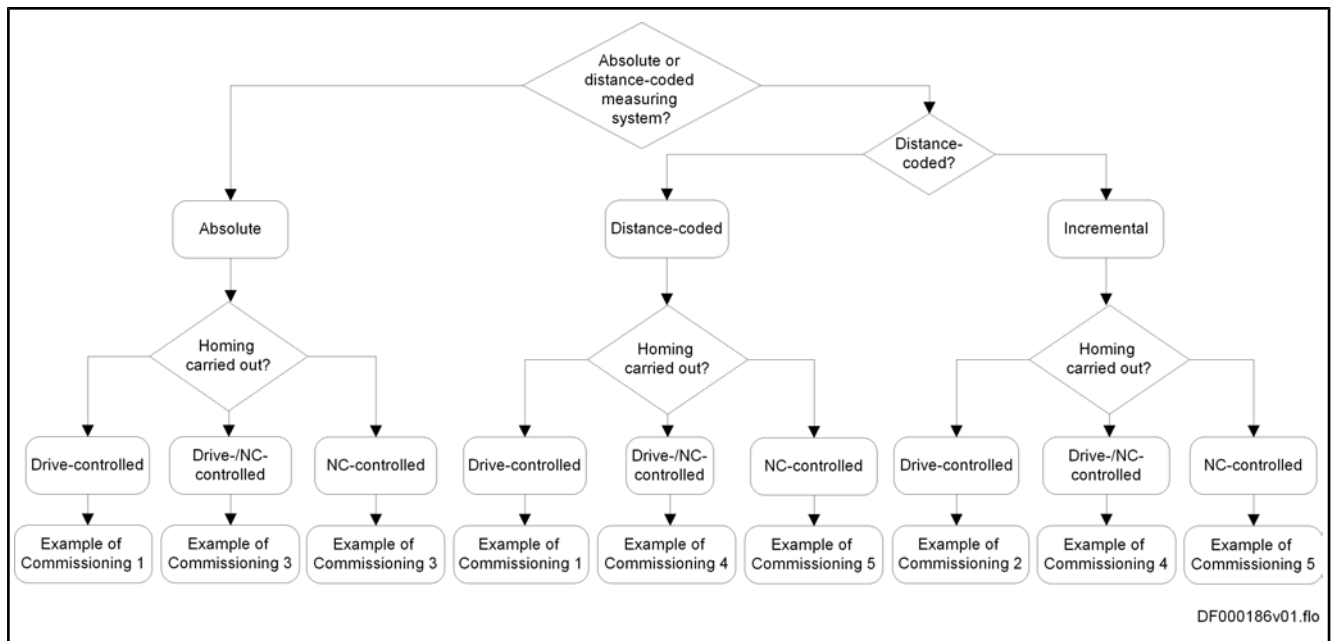 Absolute or
distance-coded
measuring
system?
Distance-
coded?
Absolute
Distance-coded
Incremental
Homing
carried out?
Homing
carried out?
Homing
carried out?
Drive-controlled
Drive-/NC-
controlled
NC-controlled
Drive-controlled
Drive-/NC-
controlled
NC-controlled
Drive-controlled
Drive-/NC-
controlled
NC-controlled
Example of
Commissioning 1
Example of
Commissioning 3
Example of
Commissioning 3
Example of
Commissioning 1
Example of
Commissioning 4
Example of
Commissioning 5
Example of
Commissioning 2
Example of
Commissioning 4
Example of
Commissioning 5
DF000186v01.flo